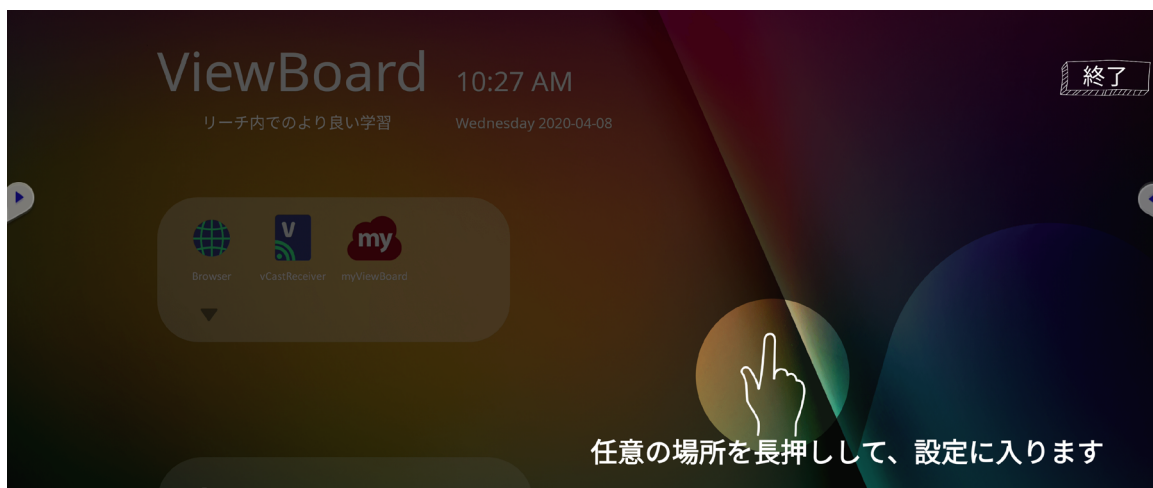 ViewBoard
10:27 AM
終了
リーチ内でのより良い学習
Wednesday 2020-04-08
V
my
Browser
vCastReceiver
myViewBoard
任意の場所を長押しして、設定に入ります